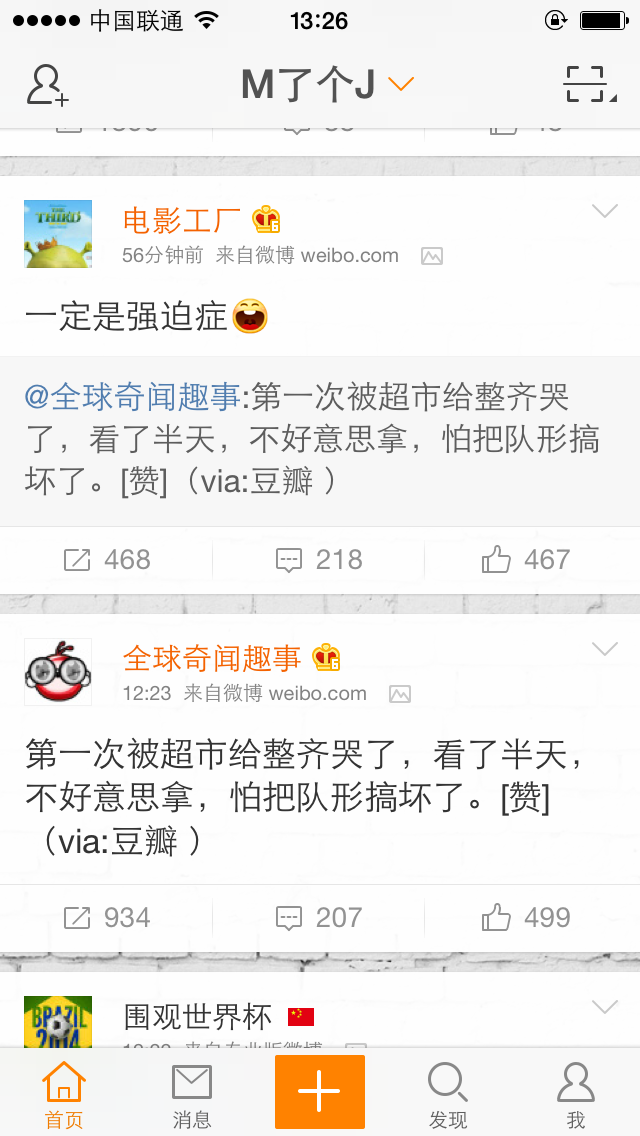 中国联通
13:26
M了个J
THE THIRD
电影工厂
56分钟前 来自微博 weibo.com
一定是强迫症
@全球奇闻趣事:第一次被超市给整齐哭
了，看了半天，不好意思拿，怕把队形搞
坏了。[赞]（via:豆瓣 ）
468 218 467
全球奇闻趣事
12:23 来自微博 weibo.com
第一次被超市给整齐哭了，看了半天，
不好意思拿，怕把队形搞坏了。[赞]
（via:豆瓣 ）
934 207 499
BRAZIL
2014
围观世界杯
首页 消息 发现 我